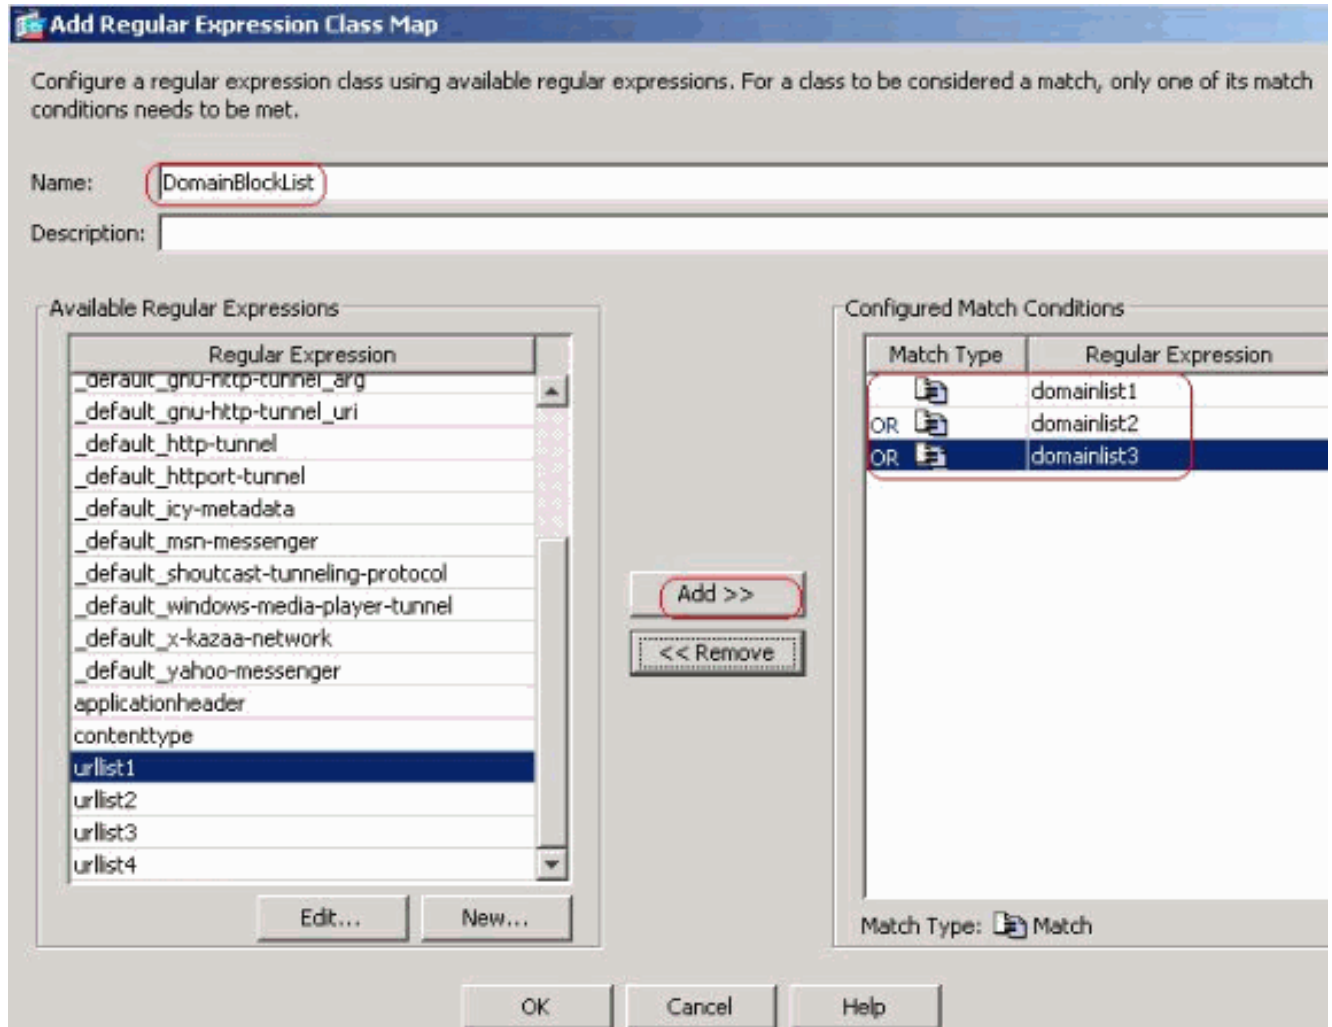 Add Regular Expression Class Map
Configure a regular expression class using available regular expressions. For a class to be considered a match, only one of its match
conditions needs to be met.
Name: DomainBlockList
Description:
Available Regular Expressions
Regular Expression
_default_gnu-http-tunnel_arg
_default_gnu-http-tunnel_uri
_default_http-tunnel
_default_httport-tunnel
_default_icy-metadata
_default_msn-messenger
_default_shoutcast-tunneling-protocol
_default_windows-media-player-tunnel
_default_x-kazaa-network
_default_yahoo-messenger
applicationheader
contenttype
urllist1
urllist2
urllist3
urllist4
Edit... New...
Add >>
<< Remove
Configured Match Conditions
Match Type Regular Expression
domainlist1
OR domainlist2
OR domainlist3
Match Type: Match
OK Cancel Help